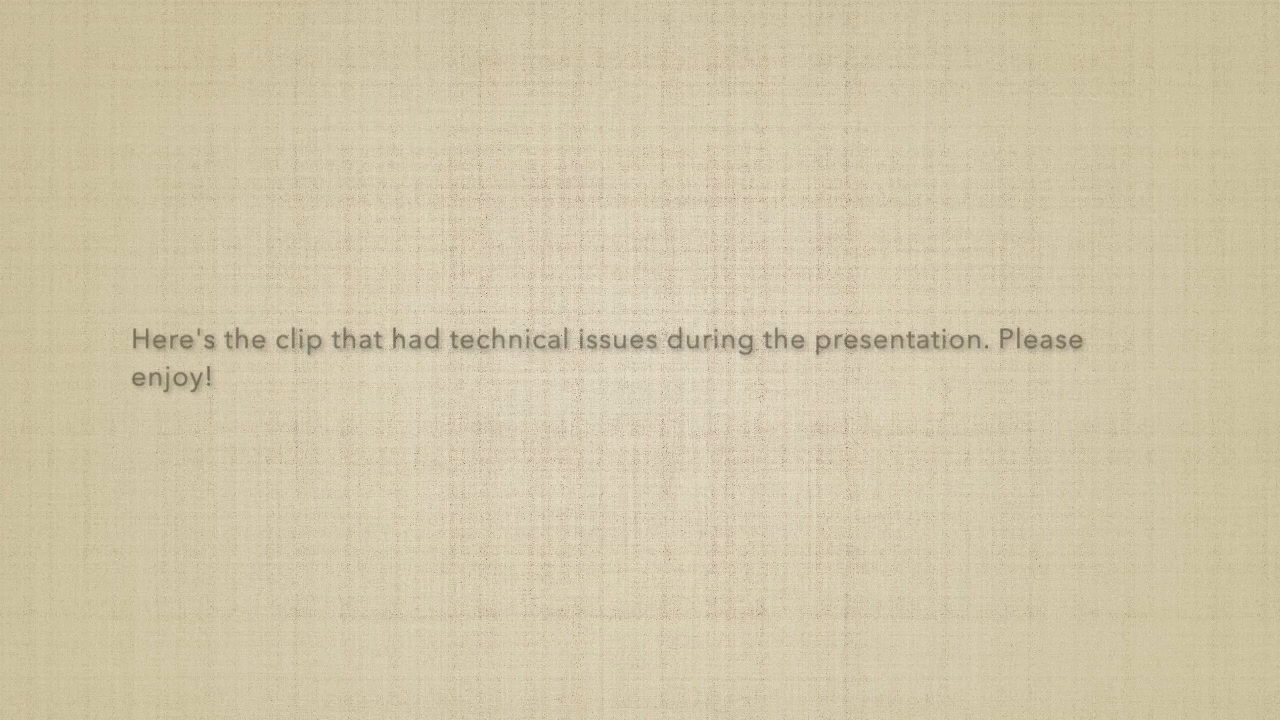 Here's the clip that had technical issues during the presentation. Please
enjoy!